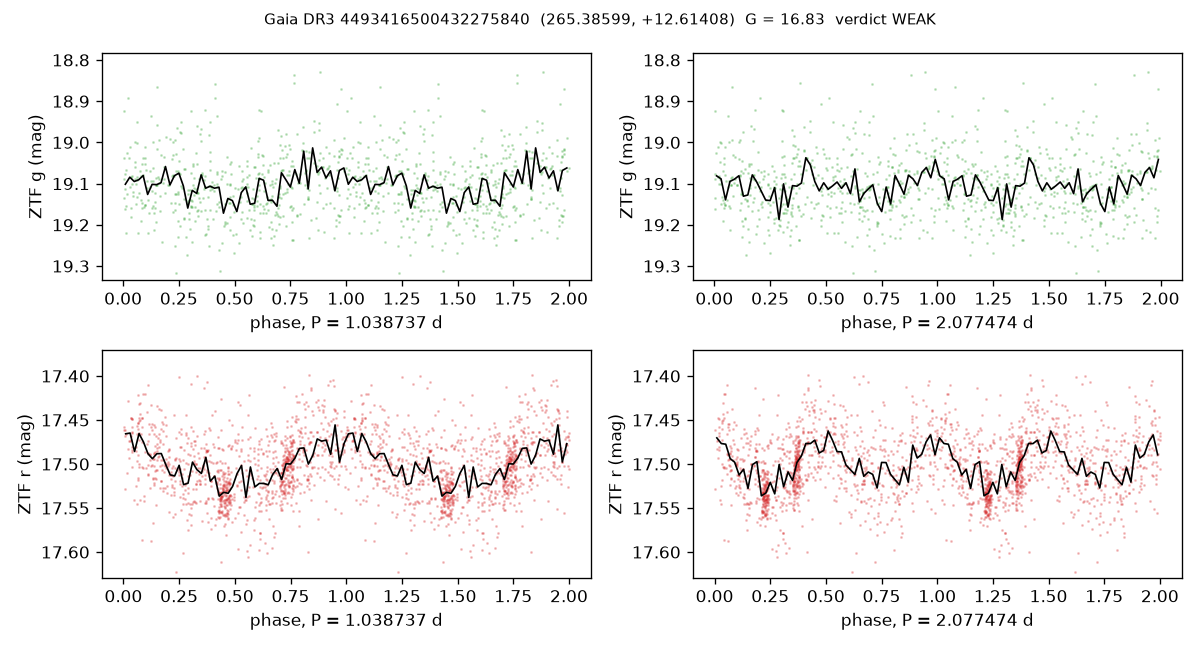 Gaia DR3 4493416500432275840 (265.38599, +12.61408) G = 16.83 verdict WEAK
18.8
18.9
19.0
19.1
19.2
19.3
ZTF g (mag)
0.00 0.25 0.50 0.75 1.00 1.25 1.50 1.75 2.00
phase, P = 1.038737 d
18.8
18.9
19.0
19.1
19.2
19.3
ZTF g (mag)
0.00 0.25 0.50 0.75 1.00 1.25 1.50 1.75 2.00
phase, P = 2.077474 d
17.40
17.45
17.50
17.55
17.60
ZTF r (mag)
0.00 0.25 0.50 0.75 1.00 1.25 1.50 1.75 2.00
phase, P = 1.038737 d
17.40
17.45
17.50
17.55
17.60
ZTF r (mag)
0.00 0.25 0.50 0.75 1.00 1.25 1.50 1.75 2.00
phase, P = 2.077474 d